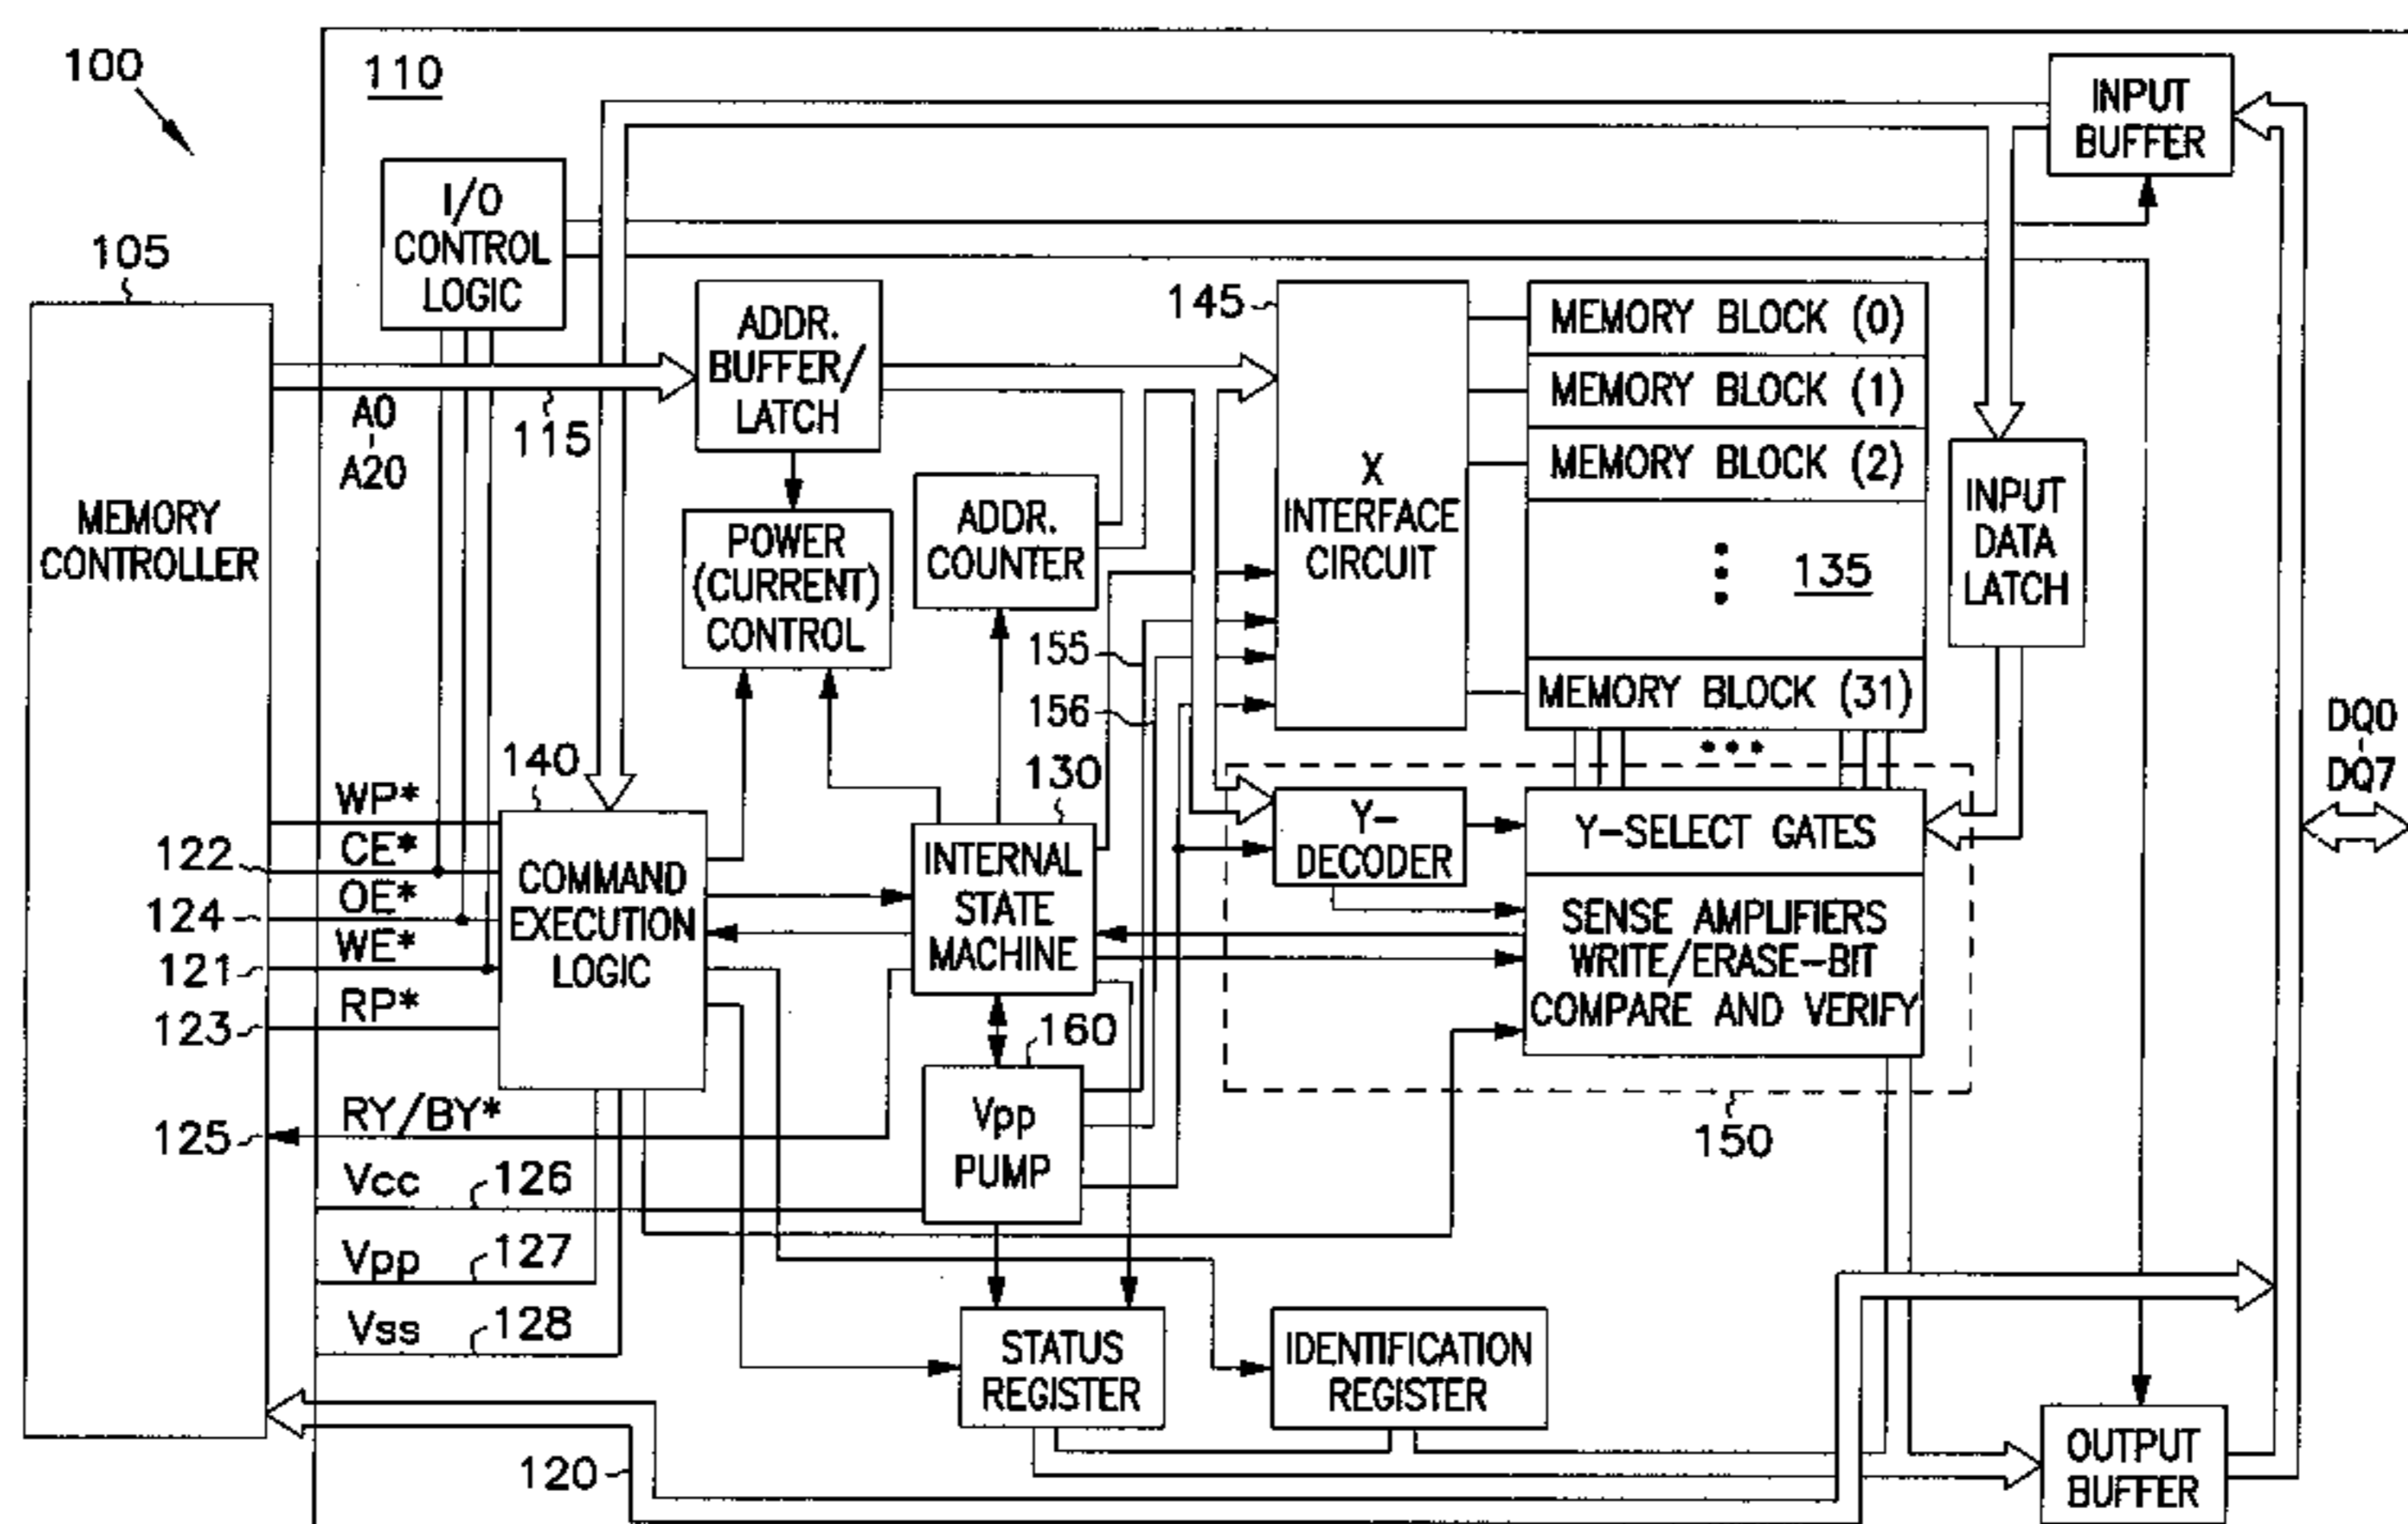 100
110
INPUT
BUFFER
I/O
CONTROL
LOGIC
105
ADDR.
BUFFER/
LATCH
145
MEMORY BLOCK (0)
MEMORY BLOCK (1)
MEMORY BLOCK (2)
A0
-
A20
115
X
INTERFACE
CIRCUIT
ADDR.
COUNTER
POWER
(CURRENT)
CONTROL
INPUT
DATA
LATCH
MEMORY
CONTROLLER
135
155
156
MEMORY BLOCK (31)
DQ0
-
DQ7
140
130
WP*
122
CE*
124
OE*
121
WE*
123
RP*
COMMAND
EXECUTION
LOGIC
INTERNAL
STATE
MACHINE
Y-
DECODER
Y-SELECT GATES
SENSE AMPLIFIERS
WRITE/ERASE-BIT
COMPARE AND VERIFY
160
125
RY/BY*
Vpp
PUMP
150
Vcc
126
Vpp
127
Vss
128
STATUS
REGISTER
IDENTIFICATION
REGISTER
120
OUTPUT
BUFFER